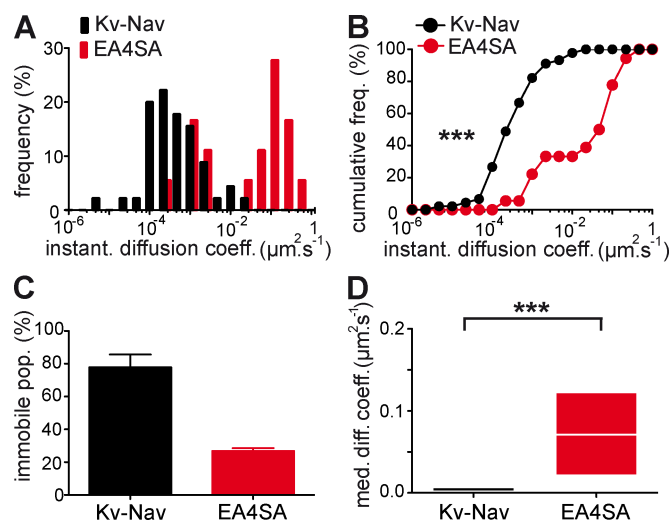 A
Kv-Nav
EA4SA
frequency (%)
30
20
10
0
10-6
10-4
10-2
1
instant. diffusion coeff. (µm2.s-1)
B
Kv-Nav
EA4SA
cumulative freq. (%)
100
80
60
40
20
0
***
10-6
10-4
10-2
1
instant. diffusion coeff. (µm2.s-1)
C
immobile pop. (%)
100
80
60
40
20
0
Kv-Nav
EA4SA
D
***
med. diff. coeff. (µm2.s-1)
0.2
0.1
0.0
Kv-Nav
EA4SA